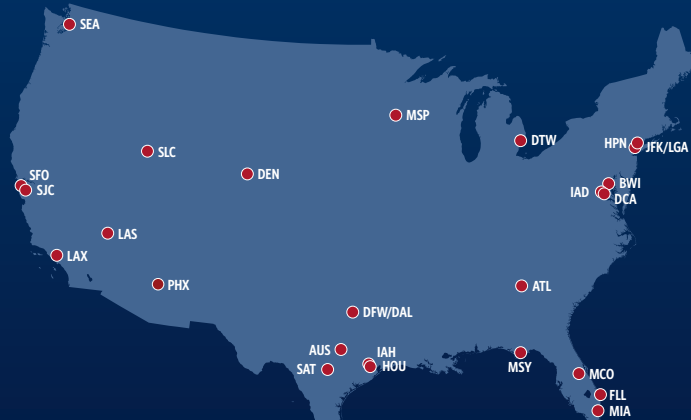 SEA
MSP
DTW
HPN
JFK/LGA
SLC
DEN
SFO
SJC
BWI
IAD
DCA
LAS
LAX
PHX
ATL
DFW/DAL
AUS
IAH
SAT
HOU
MSY
MCO
FLL
MIA